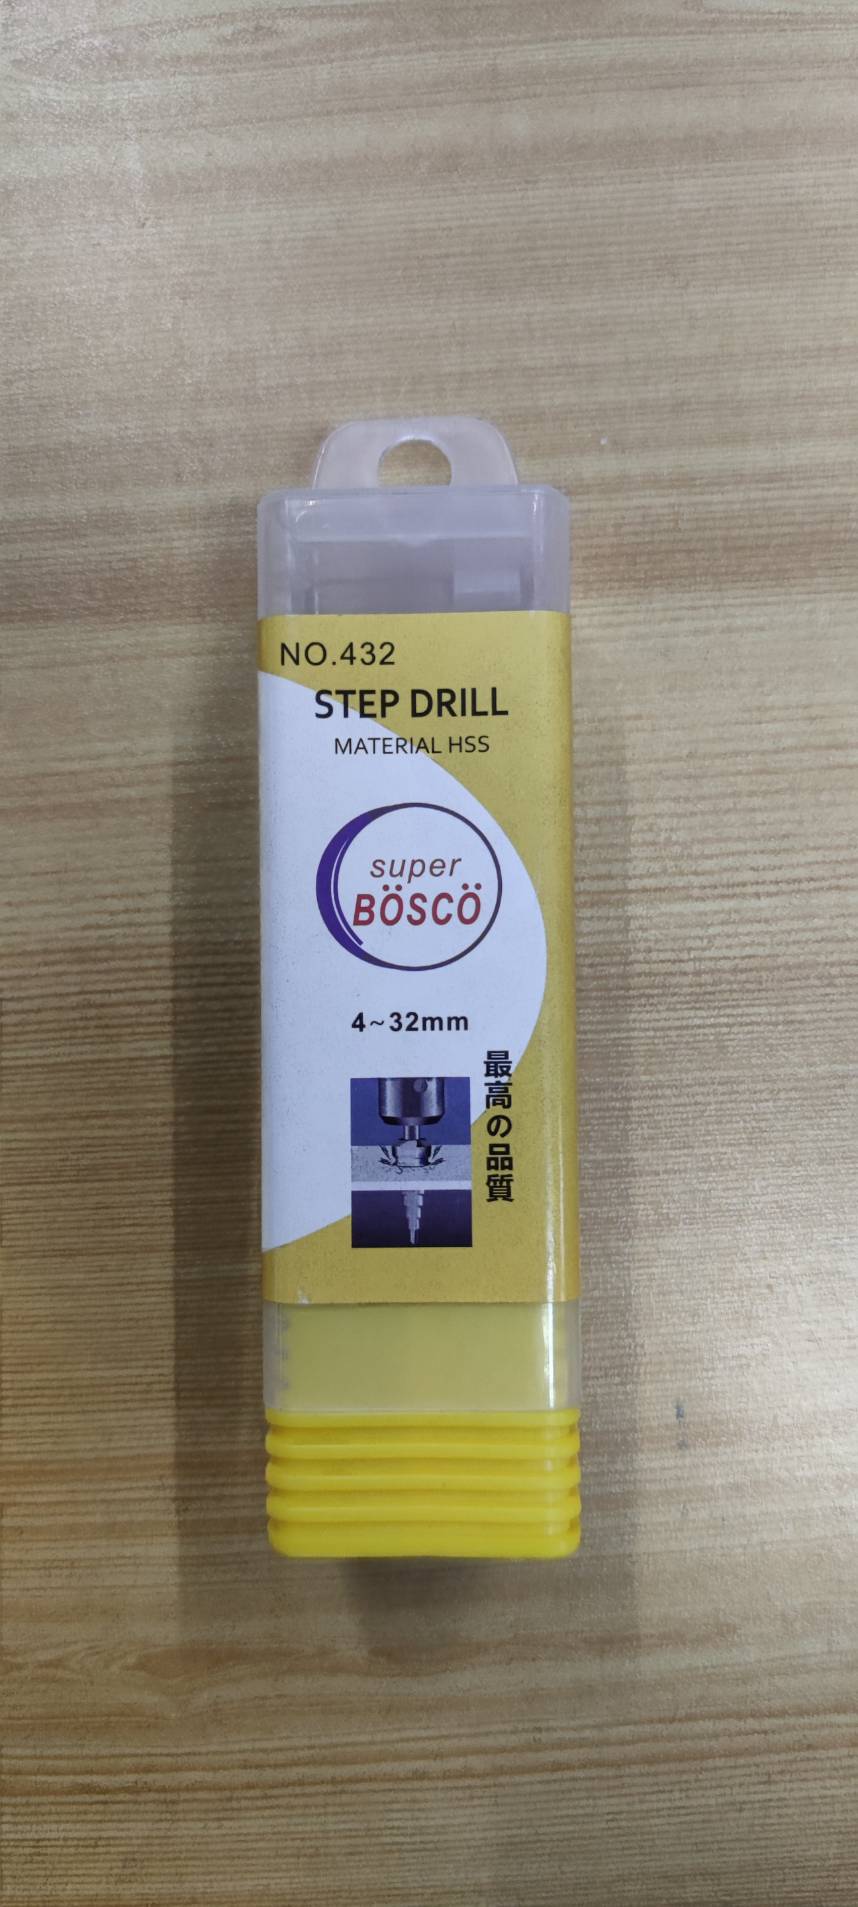 NO.432
STEP DRILL
MATERIAL HSS
super
BÖSCÖ
4~32mm
最高の品質